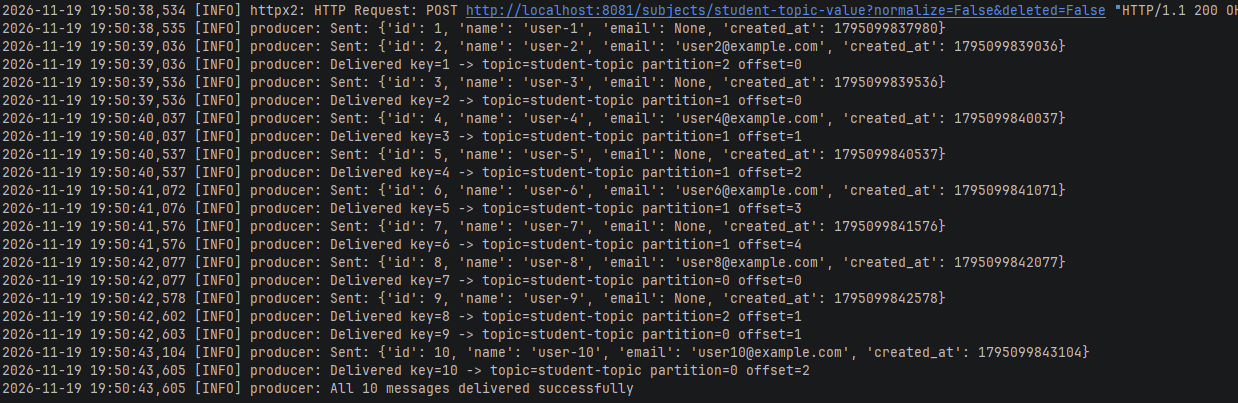 2026-11-19 19:50:38,534 [INFO] httpx2: HTTP Request: POST http://localhost:8081/subjects/student-topic-value?normalize=False&deleted=False "HTTP/1.1 200
2026-11-19 19:50:38,535 [INFO] producer: Sent: {'id': 1, 'name': 'user-1', 'email': None, 'created_at': 1795099837980}
2026-11-19 19:50:39,036 [INFO] producer: Sent: {'id': 2, 'name': 'user-2', 'email': 'user2@example.com', 'created_at': 1795099839036}
2026-11-19 19:50:39,036 [INFO] producer: Delivered key=1 -> topic=student-topic partition=2 offset=0
2026-11-19 19:50:39,536 [INFO] producer: Sent: {'id': 3, 'name': 'user-3', 'email': None, 'created_at': 1795099839536}
2026-11-19 19:50:39,536 [INFO] producer: Delivered key=2 -> topic=student-topic partition=1 offset=0
2026-11-19 19:50:40,037 [INFO] producer: Sent: {'id': 4, 'name': 'user-4', 'email': 'user4@example.com', 'created_at': 1795099840037}
2026-11-19 19:50:40,037 [INFO] producer: Delivered key=3 -> topic=student-topic partition=1 offset=1
2026-11-19 19:50:40,537 [INFO] producer: Sent: {'id': 5, 'name': 'user-5', 'email': None, 'created_at': 1795099840537}
2026-11-19 19:50:40,537 [INFO] producer: Delivered key=4 -> topic=student-topic partition=1 offset=2
2026-11-19 19:50:41,072 [INFO] producer: Sent: {'id': 6, 'name': 'user-6', 'email': 'user6@example.com', 'created_at': 1795099841071}
2026-11-19 19:50:41,076 [INFO] producer: Delivered key=5 -> topic=student-topic partition=1 offset=3
2026-11-19 19:50:41,576 [INFO] producer: Sent: {'id': 7, 'name': 'user-7', 'email': None, 'created_at': 1795099841576}
2026-11-19 19:50:41,576 [INFO] producer: Delivered key=6 -> topic=student-topic partition=1 offset=4
2026-11-19 19:50:42,077 [INFO] producer: Sent: {'id': 8, 'name': 'user-8', 'email': 'user8@example.com', 'created_at': 1795099842077}
2026-11-19 19:50:42,077 [INFO] producer: Delivered key=7 -> topic=student-topic partition=0 offset=0
2026-11-19 19:50:42,578 [INFO] producer: Sent: {'id': 9, 'name': 'user-9', 'email': None, 'created_at': 1795099842578}
2026-11-19 19:50:42,602 [INFO] producer: Delivered key=8 -> topic=student-topic partition=2 offset=1
2026-11-19 19:50:42,603 [INFO] producer: Delivered key=9 -> topic=student-topic partition=0 offset=1
2026-11-19 19:50:43,104 [INFO] producer: Sent: {'id': 10, 'name': 'user-10', 'email': 'user10@example.com', 'created_at': 1795099843104}
2026-11-19 19:50:43,605 [INFO] producer: Delivered key=10 -> topic=student-topic partition=0 offset=2
2026-11-19 19:50:43,605 [INFO] producer: All 10 messages delivered successfully